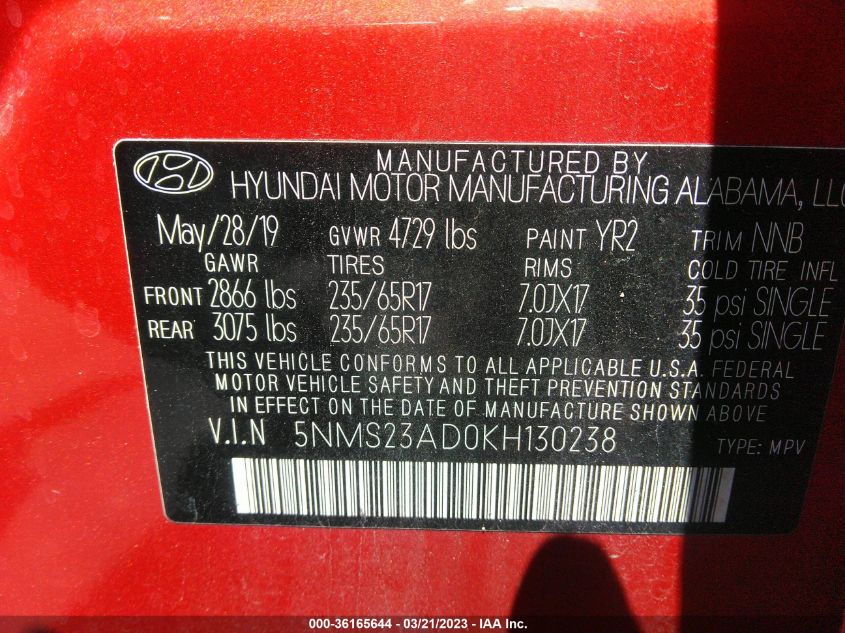 MANUFACTURED BY
HYUNDAI MOTOR MANUFACTURING ALABAMA, LLC
May/28/19 GVWR 4729 lbs PAINT YR2 TRIM NNB
GAWR TIRES RIMS COLD TIRE INFL
FRONT 2866 lbs 235/65R17 7.0JX17 35 psi SINGLE
REAR 3075 lbs 235/65R17 7.0JX17 35 psi SINGLE
THIS VEHICLE CONFORMS TO ALL APPLICABLE U.S.A. FEDERAL
MOTOR VEHICLE SAFETY AND THEFT PREVENTION STANDARDS
IN EFFECT ON THE DATE OF MANUFACTURE SHOWN ABOVE
V.I.N 5NMS23AD0KH130238 TYPE: MPV
000-36165644 - 03/21/2023 - IAA Inc.